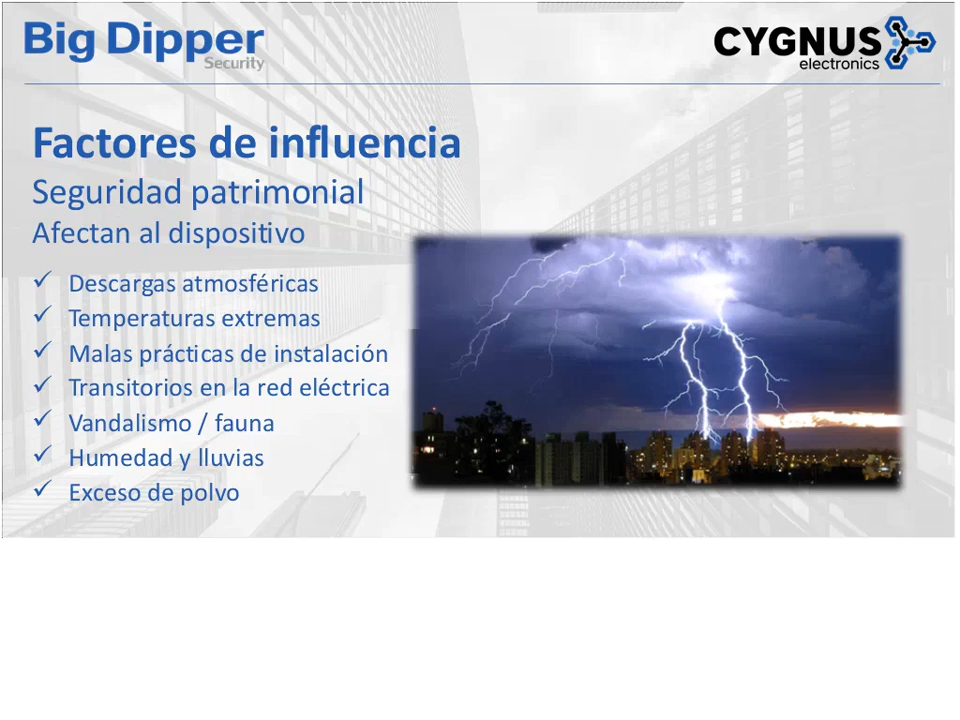 Big Dipper
Security
CYGNUS
electronics
Factores de influencia
Seguridad patrimonial
Afectan al dispositivo
✓ Descargas atmosféricas
✓ Temperaturas extremas
✓ Malas prácticas de instalación
✓ Transitorios en la red eléctrica
✓ Vandalismo / fauna
✓ Humedad y lluvias
✓ Exceso de polvo